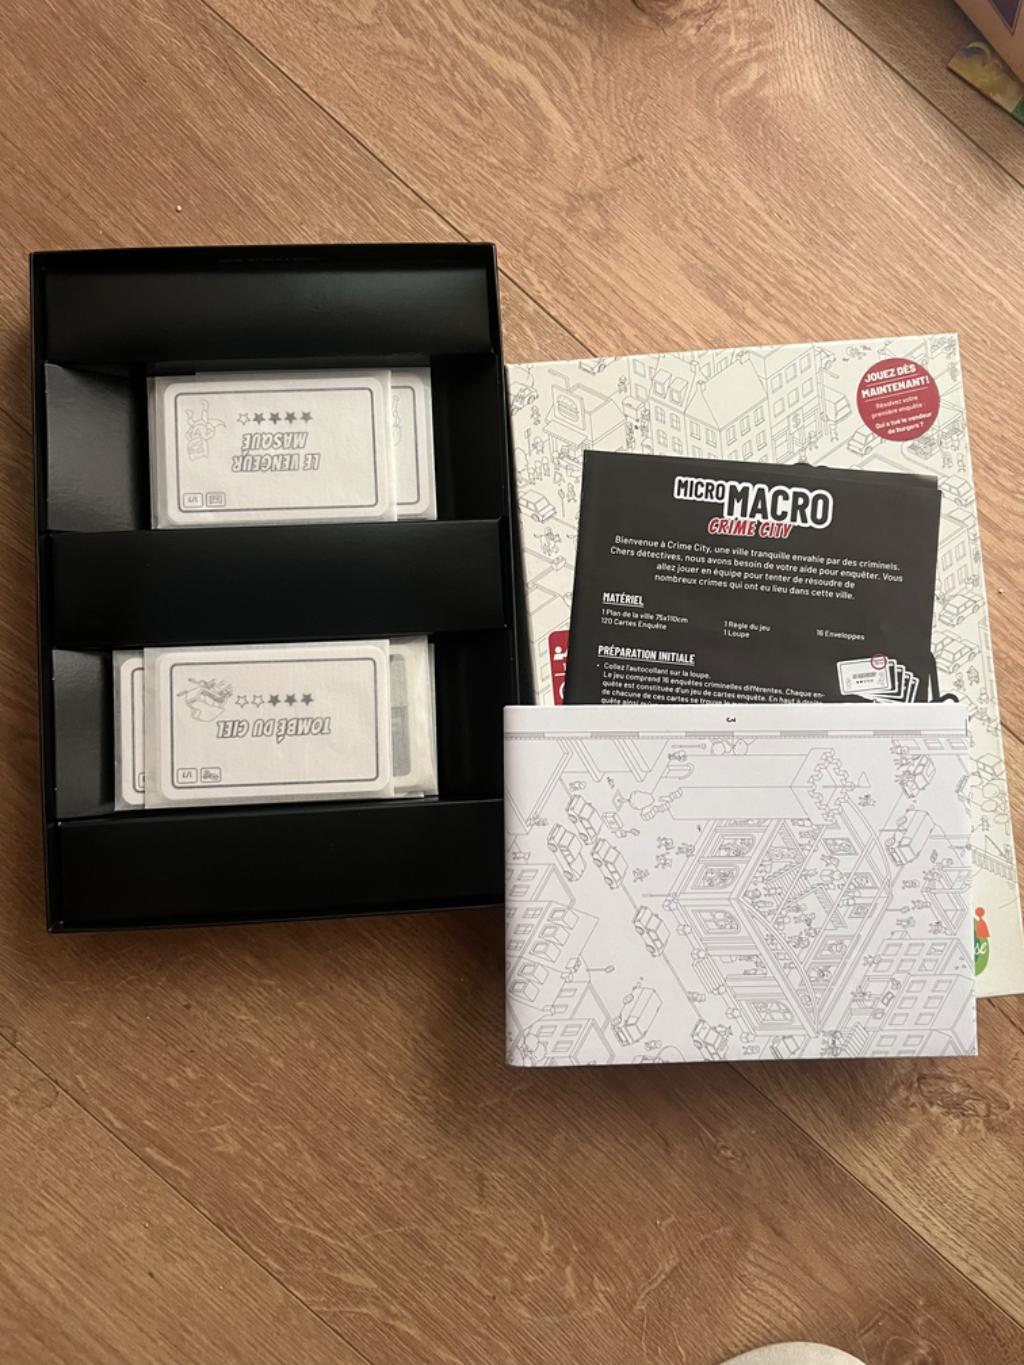 LE VENGEUR
MASQUÉ
1/5
TOMBÉ DU CIEL
1/7
JOUEZ DÈS
MAINTENANT!
Résolvez votre
première enquête :
Qui a tué le vendeur
de burgers ?
MICRO MACRO
CRIME CITY
Bienvenue à Crime City, une ville tranquille envahie par des criminels.
Chers détectives, nous avons besoin de votre aide pour enquêter. Vous
allez jouer en équipe pour tenter de résoudre de
nombreux crimes qui ont eu lieu dans cette ville.
MATÉRIEL
1 Plan de la ville 75x110cm
120 Cartes Enquête
1 Règle du jeu
1 Loupe
16 Enveloppes
PRÉPARATION INITIALE
• Collez l'autocollant sur la loupe.
Le jeu comprend 16 enquêtes criminelles différentes. Chaque en-
quête est constituée d'un jeu de cartes enquête. En haut à droite
de chacune de ces cartes se trouve